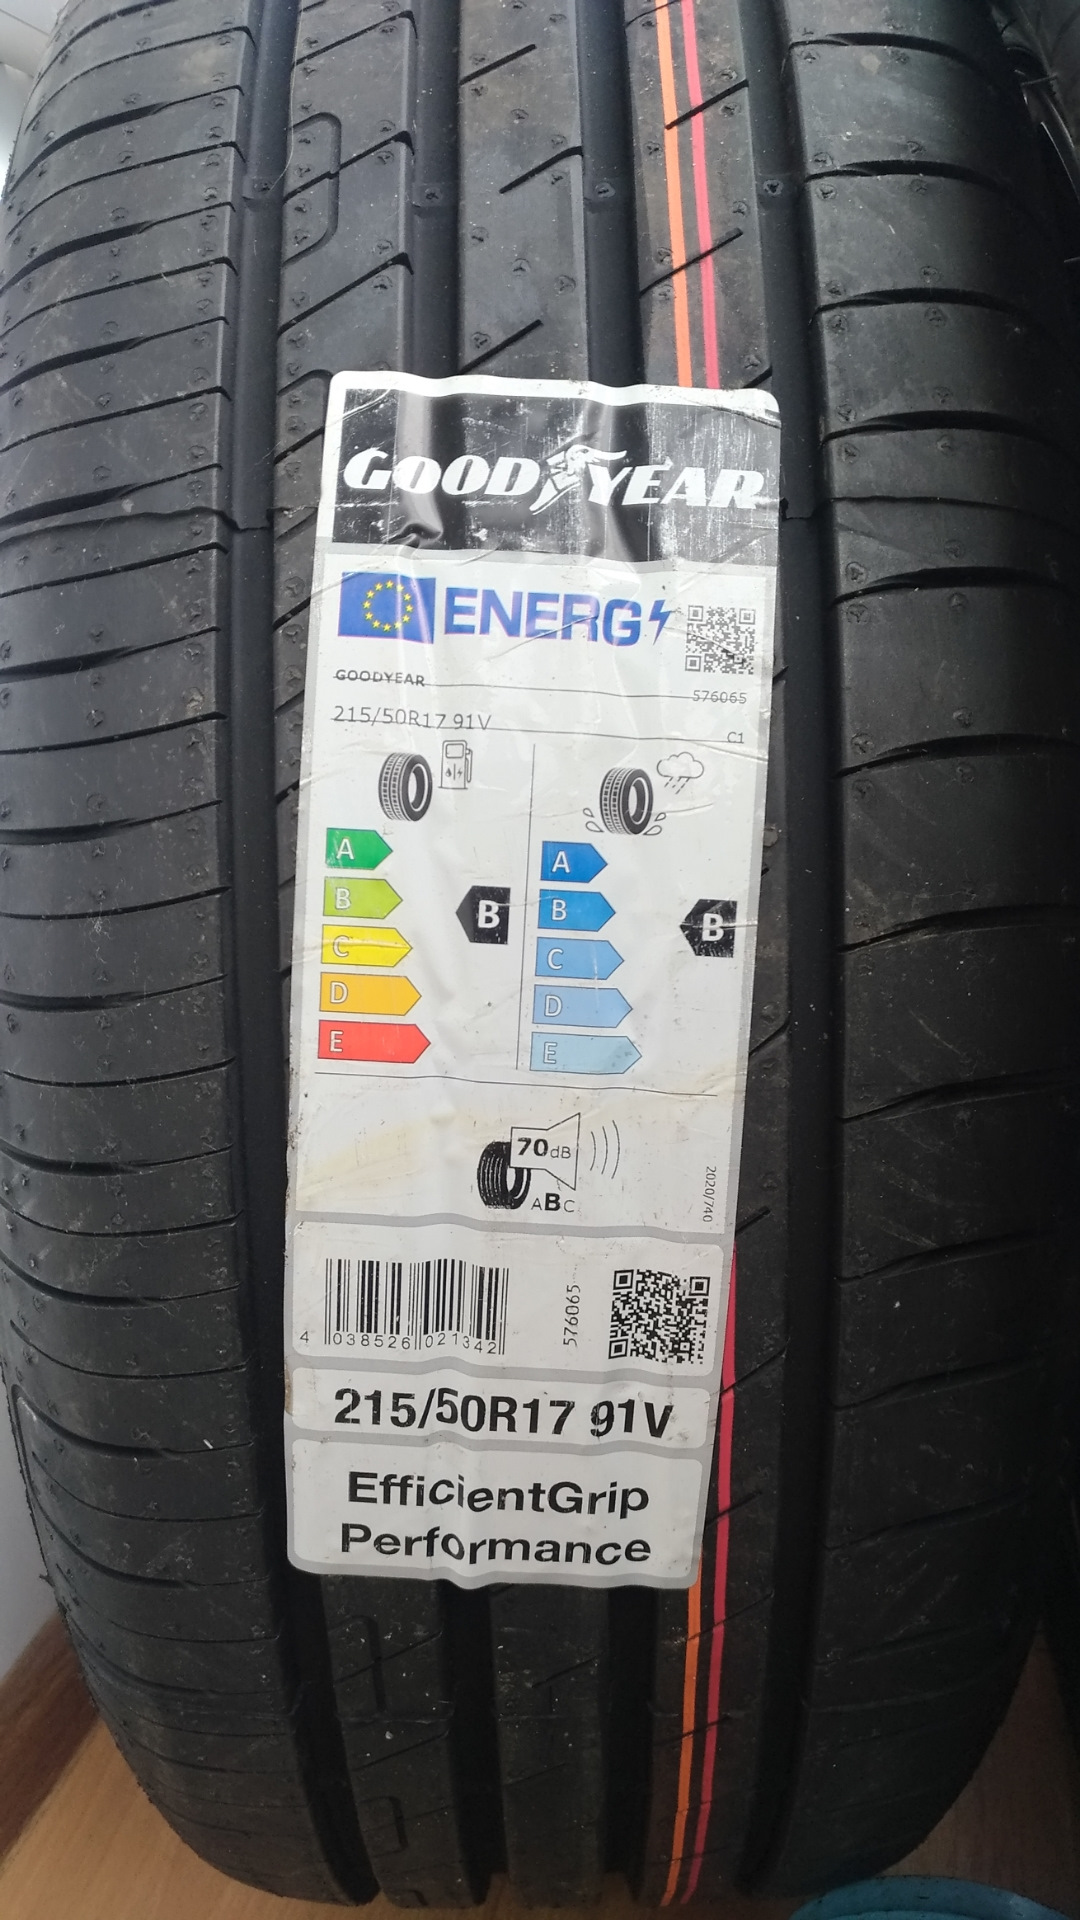 GOODYEAR
ENERG
GOODYEAR
576065
215/50R17 91V
C1
A
B
C
D
E
B
A
B
C
D
E
B
70dB
ABC
2020/740
4 038526 021342
576065
215/50R17 91V
EfficientGrip
Performance